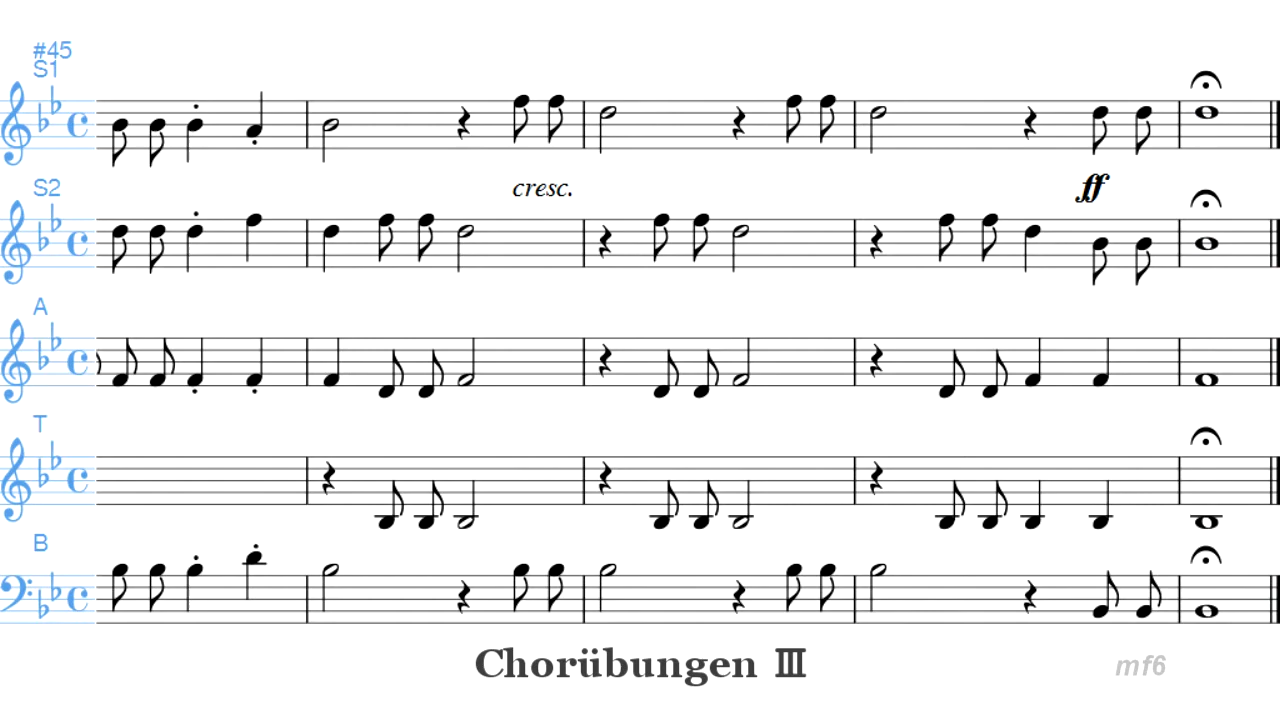 #45
S1
cresc.
ff
S2
A
T
B
Chorübungen Ⅲ
mf6